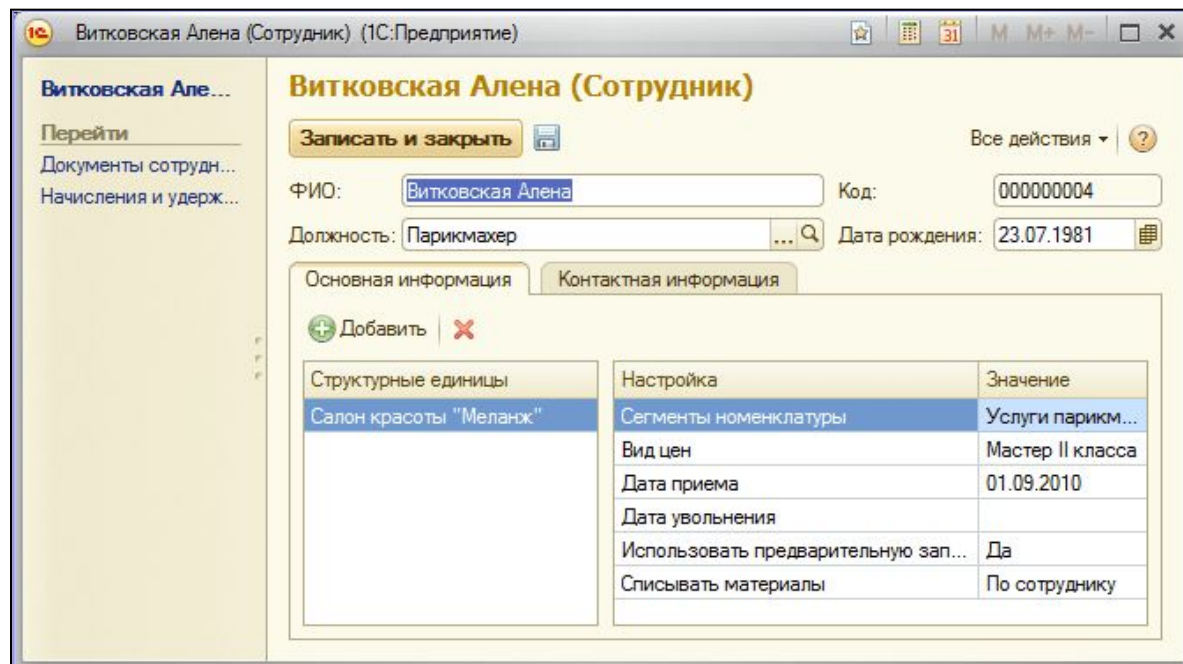 1С Витковская Алена (Сотрудник) (1С:Предприятие) 31 M M+ M-
Витковская Але...
Перейти
Документы сотрудн...
Начисления и удерж...
Витковская Алена (Сотрудник)
Записать и закрыть Все действия ?
ФИО: Витковская Алена Код: 000000004
Должность: Парикмахер ... Дата рождения: 23.07.1981
Основная информация Контактная информация
Добавить
Структурные единицы Настройка Значение
Салон красоты "Меланж" Сегменты номенклатуры Услуги парикм...
Вид цен Мастер II класса
Дата приема 01.09.2010
Дата увольнения
Использовать предварительную зап... Да
Списывать материалы По сотруднику